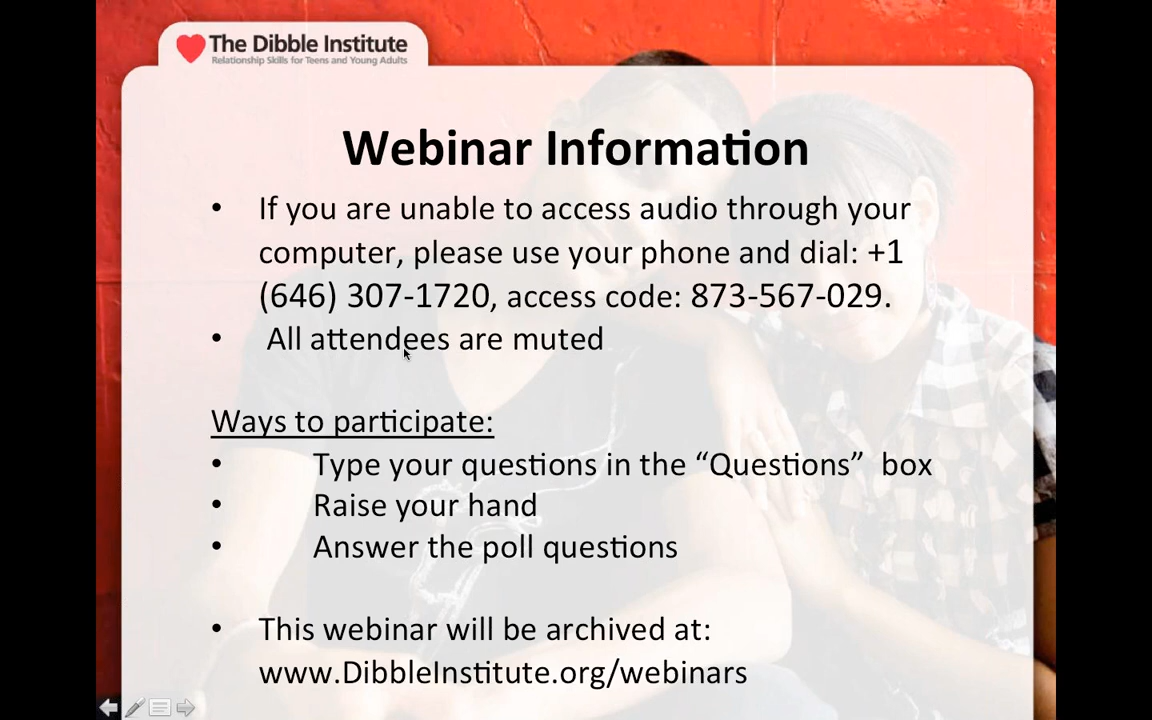 The Dibble Institute
Relationship Skills for Teens and Young Adults
Webinar Information
• If you are unable to access audio through your
computer, please use your phone and dial: +1
(646) 307-1720, access code: 873-567-029.
• All attendees are muted
Ways to participate:
• Type your questions in the “Questions” box
• Raise your hand
• Answer the poll questions
• This webinar will be archived at:
www.DibbleInstitute.org/webinars